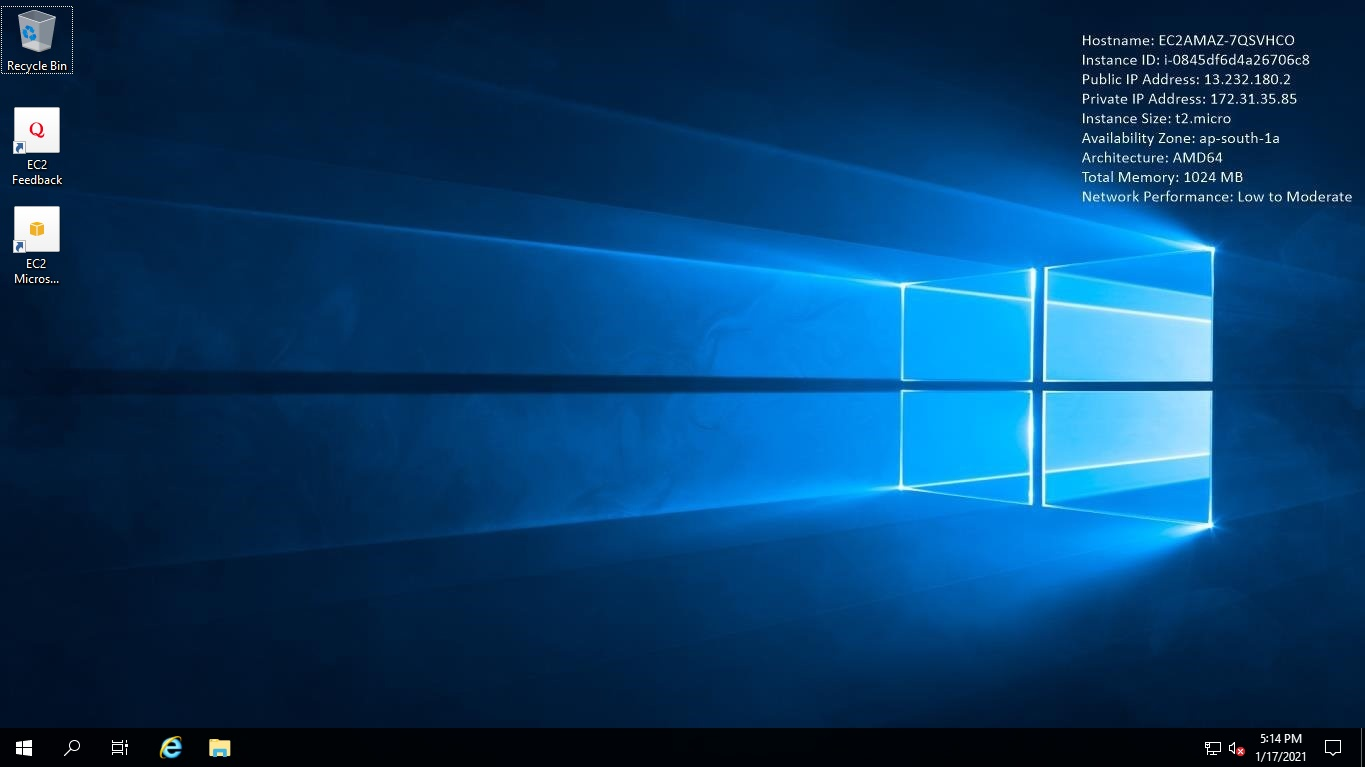 Recycle Bin
EC2
Feedback
EC2
Micros...
Hostname: EC2AMAZ-7QSVHCO
Instance ID: i-0845df6d4a26706c8
Public IP Address: 13.232.180.2
Private IP Address: 172.31.35.85
Instance Size: t2.micro
Availability Zone: ap-south-1a
Architecture: AMD64
Total Memory: 1024 MB
Network Performance: Low to Moderate
5:14 PM
1/17/2021